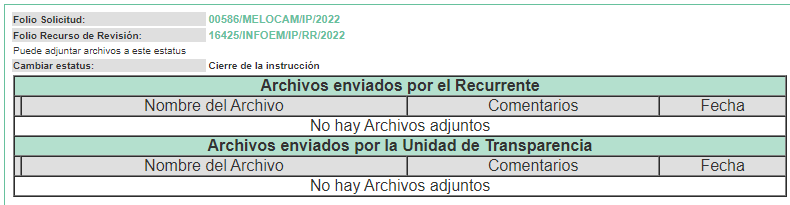 Folio Solicitud: 00586/MELOCAM/IP/2022
Folio Recurso de Revisión: 16425/INFOEM/IP/RR/2022
Puede adjuntar archivos a este estatus
Cambiar estatus: Cierre de la instrucción
Archivos enviados por el Recurrente
Nombre del Archivo Comentarios Fecha
No hay Archivos adjuntos
Archivos enviados por la Unidad de Transparencia
Nombre del Archivo Comentarios Fecha
No hay Archivos adjuntos